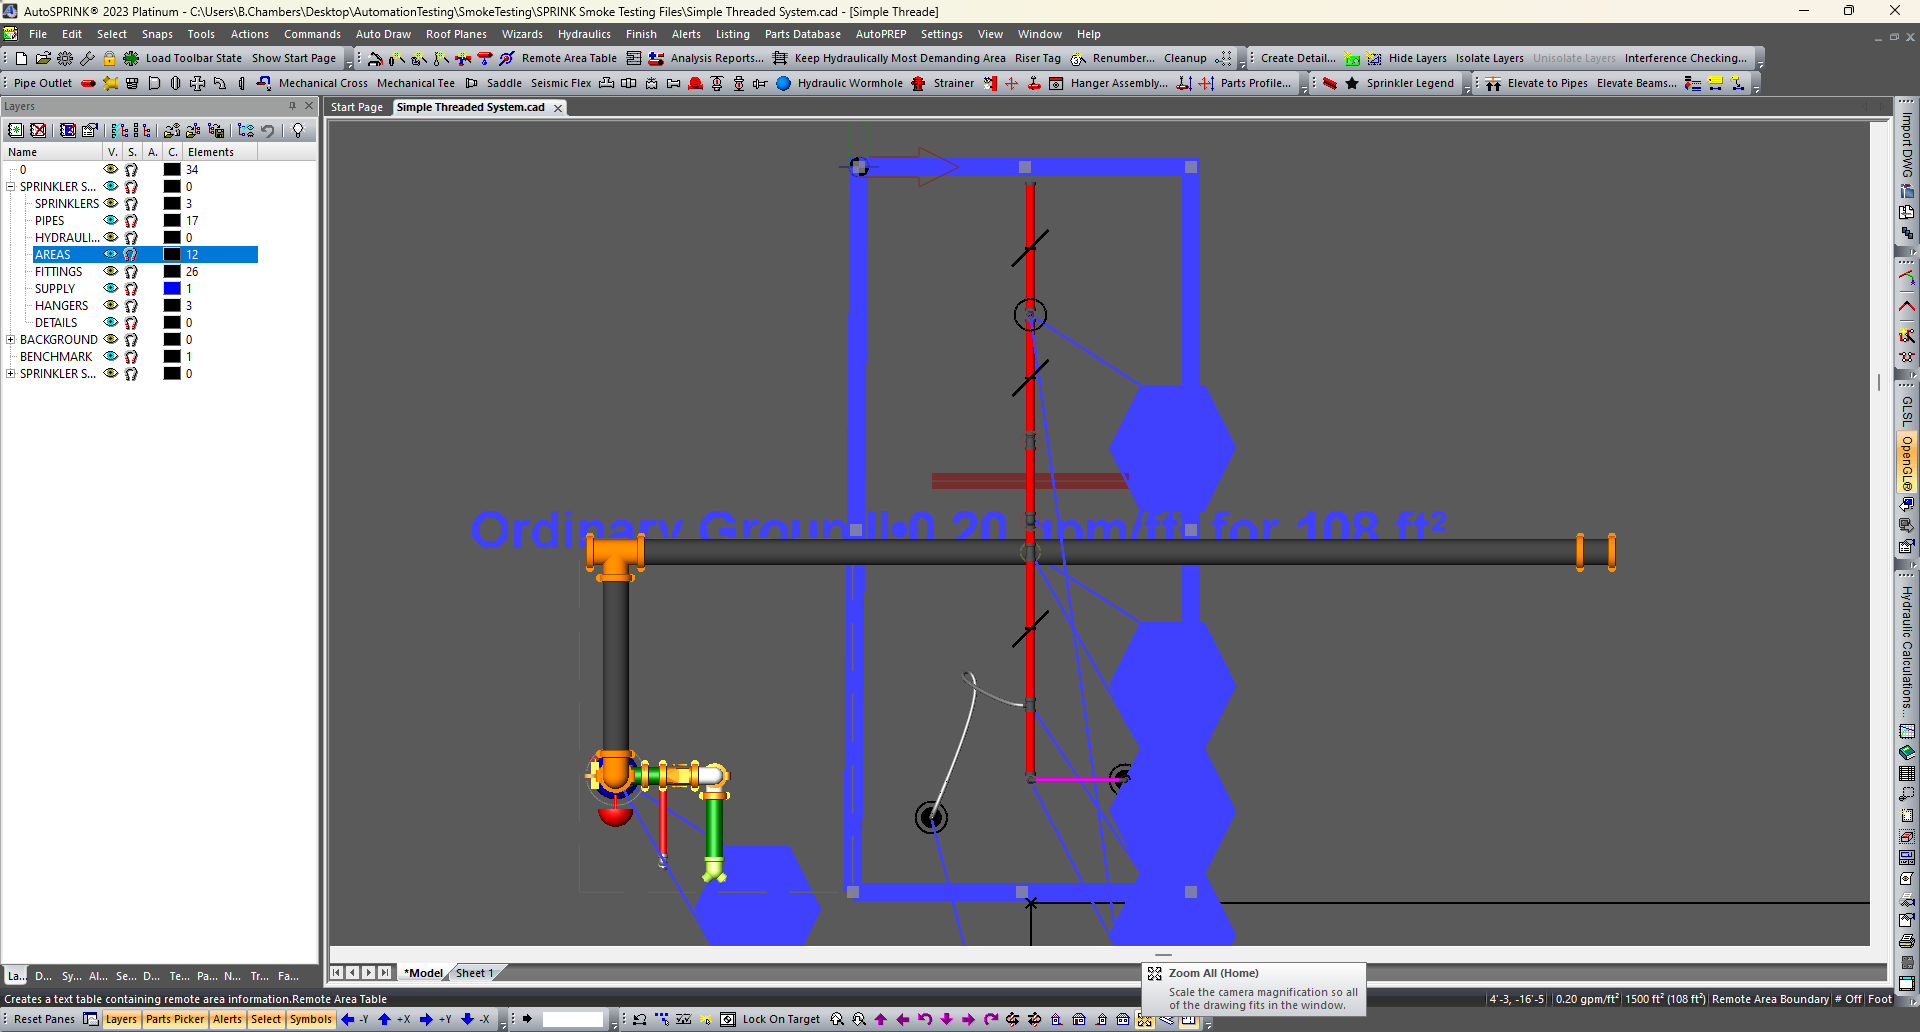 AutoSPRINK® 2023 Platinum - C:\Users\B.Chambers\Desktop\AutomationTesting\SmokeTesting\SPRINK Smoke Testing Files\Simple Threaded System.cad - [Simple Threade]
File Edit Select Snaps Tools Actions Commands Auto Draw Roof Planes Wizards Hydraulics Finish Alerts Listing Parts Database AutoPREP Settings View Window Help
Load Toolbar State Show Start Page Remote Area Table Analysis Reports... Keep Hydraulically Most Demanding Area Riser Tag Renumber... Cleanup Create Detail... Hide Layers Isolate Layers Unisolate Layers Interference Checking...
Pipe Outlet Mechanical Cross Mechanical Tee Saddle Seismic Flex Hydraulic Wormhole Strainer Hanger Assembly... Parts Profile... Sprinkler Legend Elevate to Pipes Elevate Beams...
Layers
Start Page Simple Threaded System.cad
Name V. S. A. C. Elements
0 34
SPRINKLER S... 0
SPRINKLERS 3
PIPES 17
HYDRAULI... 0
AREAS 12
FITTINGS 26
SUPPLY 1
HANGERS 3
DETAILS 0
BACKGROUND 0
BENCHMARK 1
SPRINKLER S... 0
Ordinary Group II•0.20 gpm/ft² for 108 ft²
Import DWG
GLSL
OpenGL®
Hydraulic Calculations...
La... D... Sy... Al... Se... D... Te... Pa... N... Tr... Fa...
*Model Sheet 1
Zoom All (Home)
Scale the camera magnification so all
of the drawing fits in the window.
Creates a text table containing remote area information.Remote Area Table
4'-3, -16'-5 0.20 gpm/ft² 1500 ft² (108 ft²) Remote Area Boundary # Off Foot
Reset Panes Layers Parts Picker Alerts Select Symbols -Y +X +Y -X Lock On Target